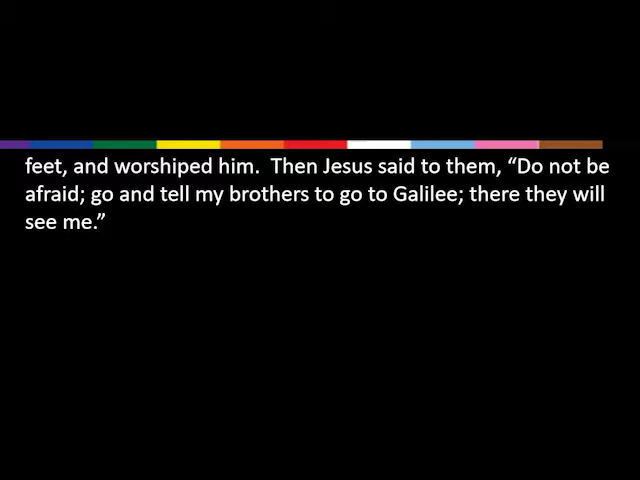 feet, and worshiped him.  Then Jesus said to them, “Do not be
afraid; go and tell my brothers to go to Galilee; there they will
see me.”